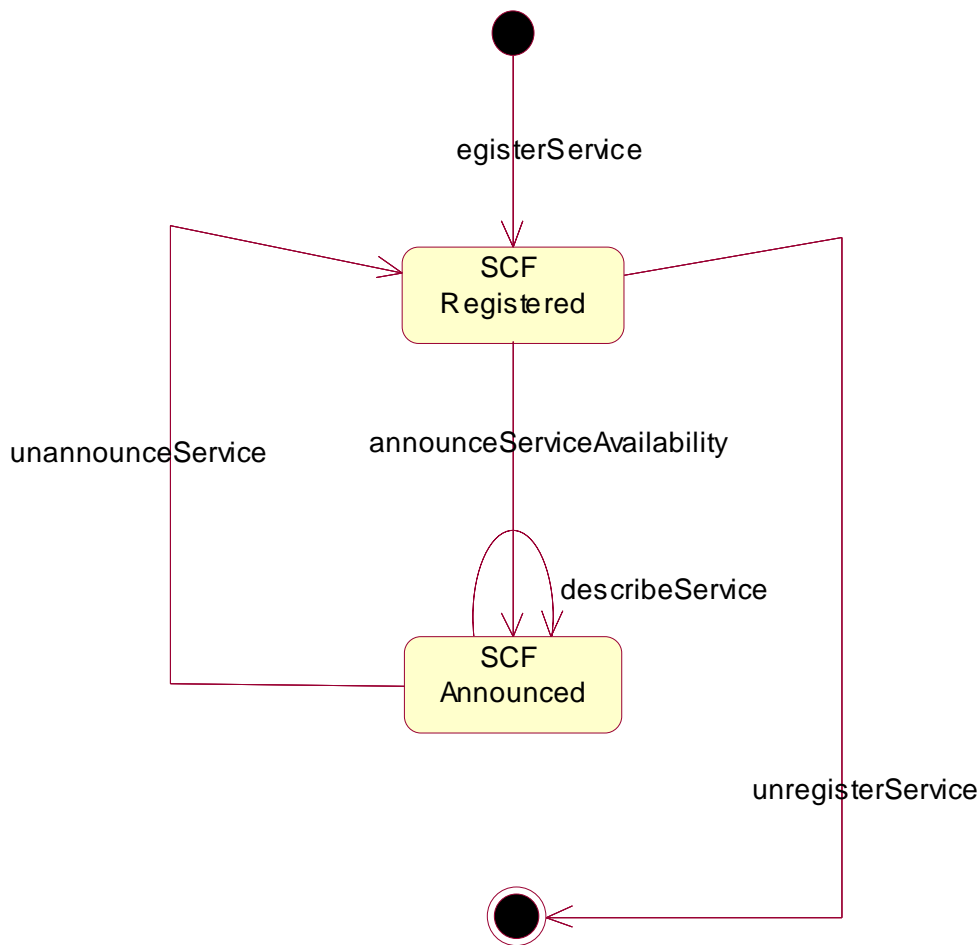 egisterService
SCF
Registered
announceServiceAvailability
unannounceService
describeService
SCF
Announced
unregisterService